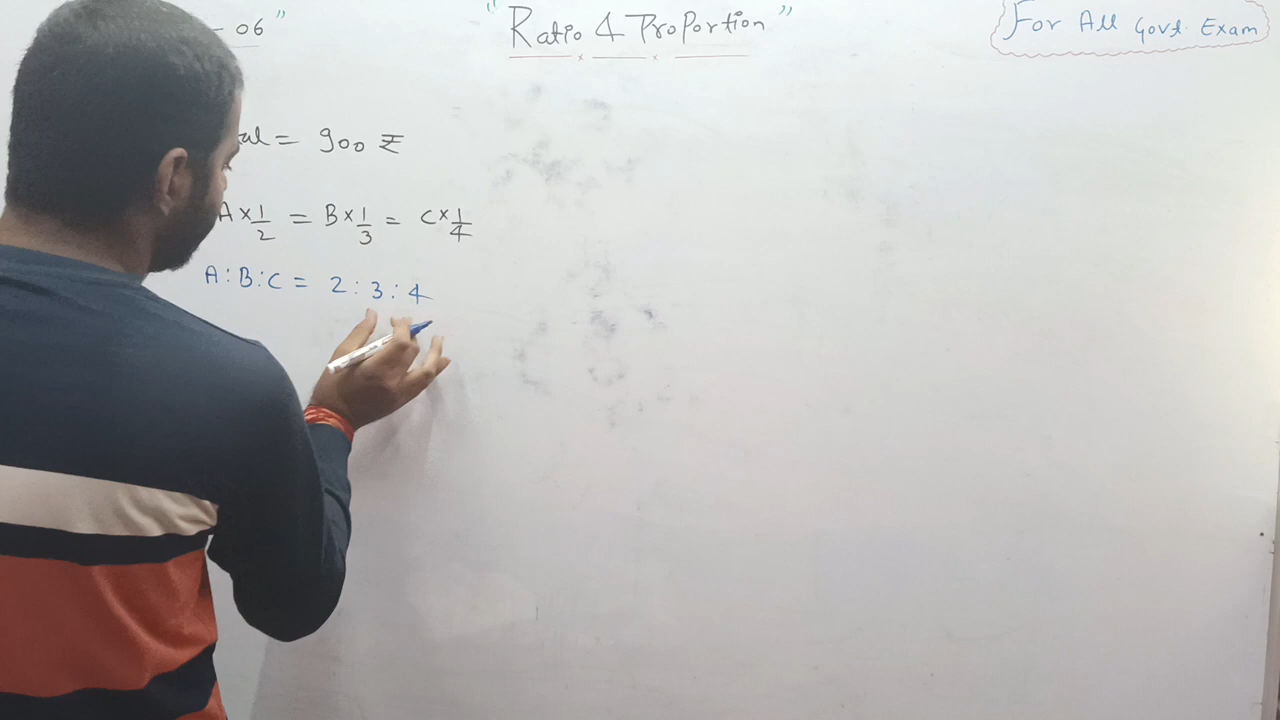 - 06 "
" Ratio & Proportion "
For All Govt. Exam
al = 900 ₹
A × 1/2 = B × 1/3 = C × 1/4
A : B : C = 2 : 3 : 4